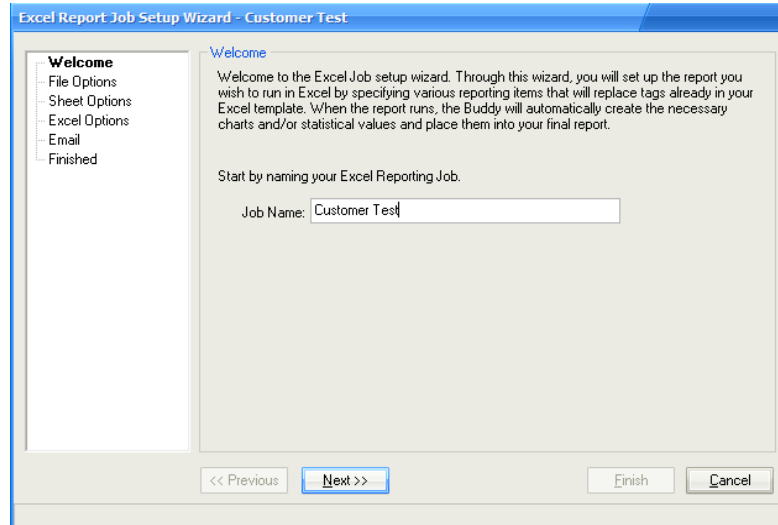 Excel Report Job Setup Wizard - Customer Test
Welcome
File Options
Sheet Options
Excel Options
Email
Finished
Welcome
Welcome to the Excel Job setup wizard. Through this wizard, you will set up the report you
wish to run in Excel by specifying various reporting items that will replace tags already in your
Excel template. When the report runs, the Buddy will automatically create the necessary
charts and/or statistical values and place them into your final report.
Start by naming your Excel Reporting Job.
Job Name: Customer Test
<< Previous Next >> Finish Cancel